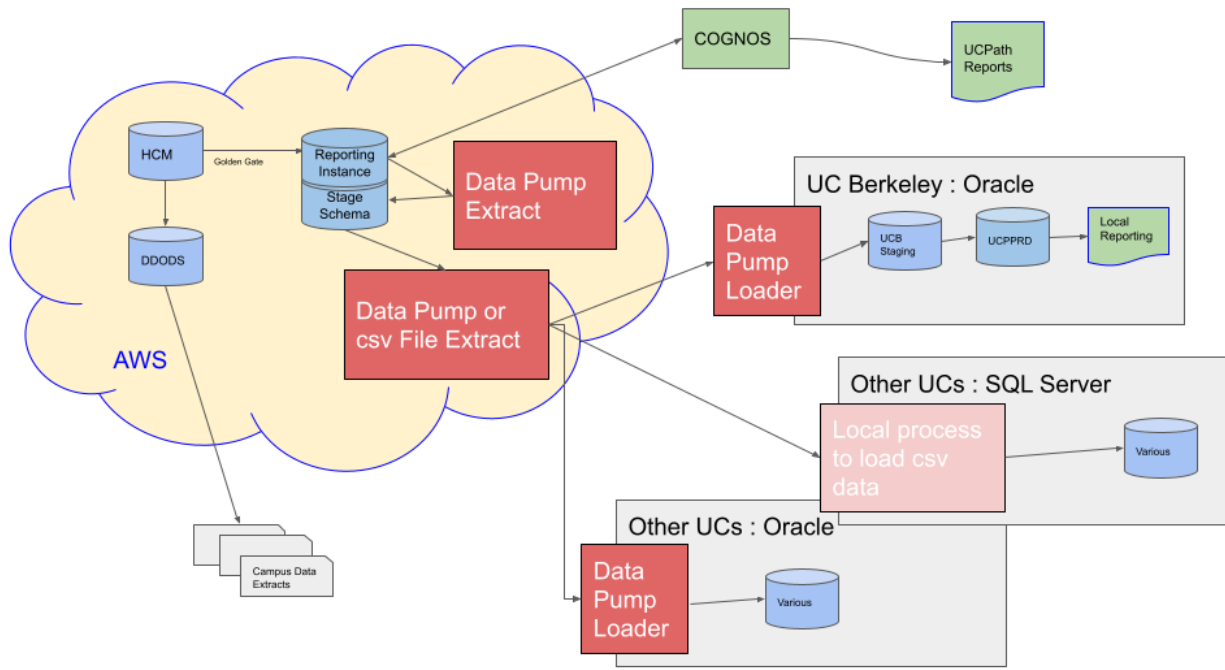 COGNOS
UCPath
Reports
HCM
Golden Gate
Reporting
Instance
Stage
Schema
Data Pump
Extract
DDODS
Data Pump or
csv File Extract
AWS
Campus Data
Extracts
UC Berkeley : Oracle
Data
Pump
Loader
UCB
Staging
UCPPRD
Local
Reporting
Other UCs : SQL Server
Local process
to load csv
data
Various
Other UCs : Oracle
Data
Pump
Loader
Various